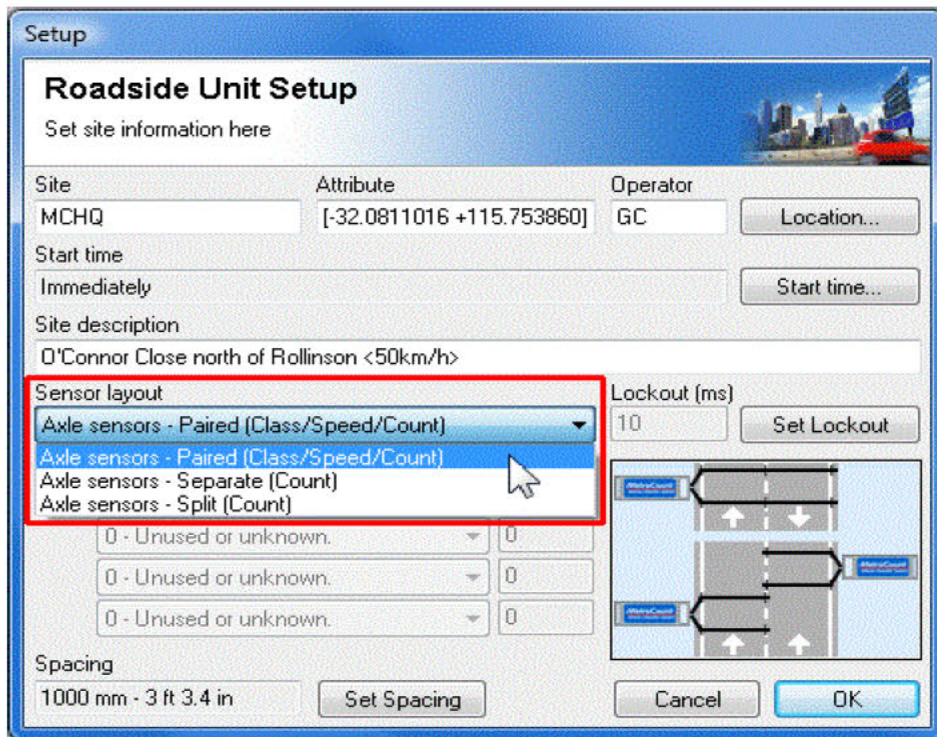 Setup
Roadside Unit Setup
Set site information here
Site Attribute Operator
MCHQ [-32.0811016 +115.753860] GC Location...
Start time
Immediately Start time...
Site description
O'Connor Close north of Rollinson <50km/h>
Sensor layout Lockout (ms)
Axle sensors - Paired (Class/Speed/Count) 10 Set Lockout
Axle sensors - Paired (Class/Speed/Count)
Axle sensors - Separate (Count)
Axle sensors - Split (Count)
MetroCount
0 - Unused or unknown. 0
0 - Unused or unknown. 0
MetroCount
0 - Unused or unknown. 0
MetroCount
Spacing
1000 mm - 3 ft 3.4 in Set Spacing Cancel OK